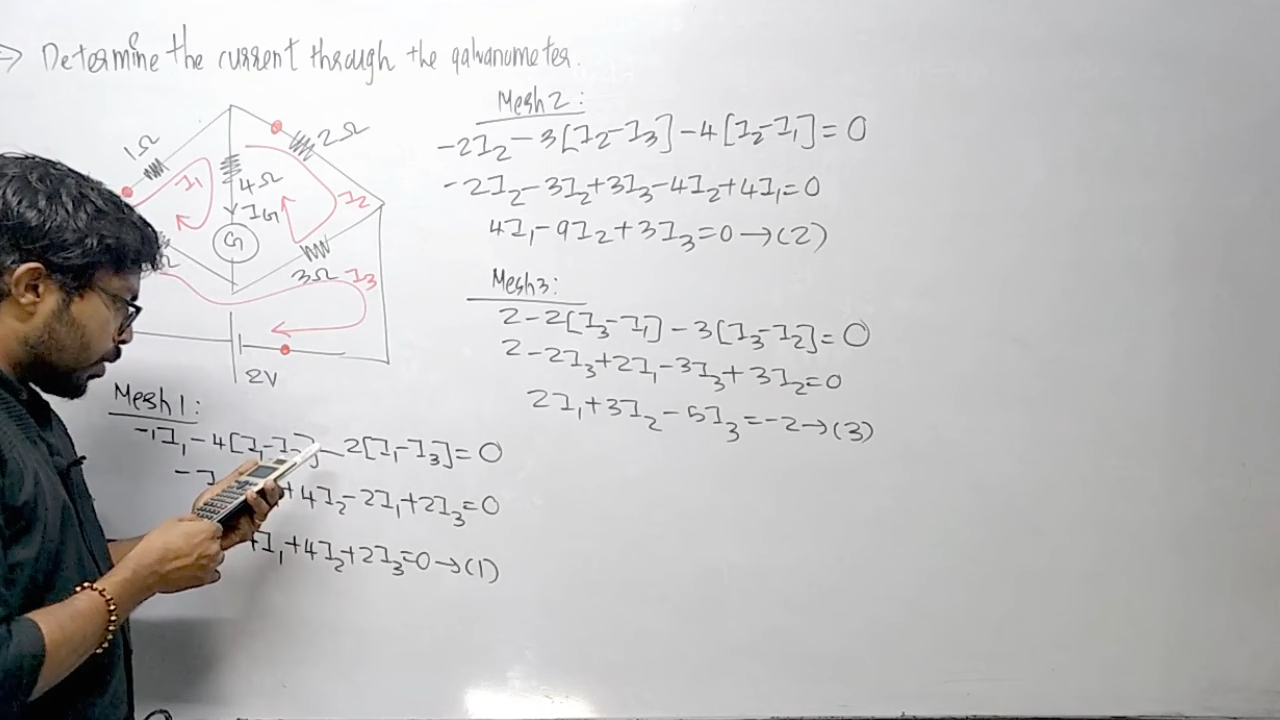 → Determine the current through the galvanometer.
1Ω
2Ω
I₁
4Ω
I_G
I₂
G
Ω
3Ω
I₃
2V
Mesh 1:
-1I₁-4[I₁-I₂]-2[I₁-I₃]=0
+4I₂-2I₁+2I₃=0
I₁+4I₂+2I₃=0→(1)
Mesh 2:
-2I₂-3[I₂-I₃]-4[I₂-I₁]=0
-2I₂-3I₂+3I₃-4I₂+4I₁=0
4I₁-9I₂+3I₃=0→(2)
Mesh 3:
2-2[I₃-I₁]-3[I₃-I₂]=0
2-2I₃+2I₁-3I₃+3I₂=0
2I₁+3I₂-5I₃=-2→(3)